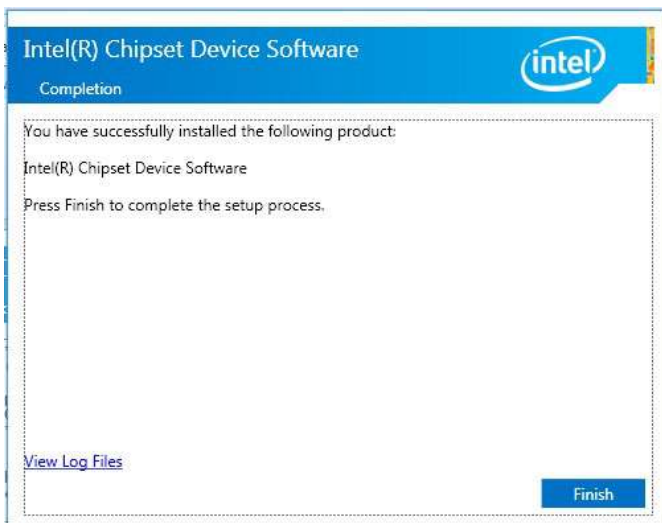 Intel(R) Chipset Device Software
intel
Completion
You have successfully installed the following product:
Intel(R) Chipset Device Software
Press Finish to complete the setup process.
View Log Files
Finish